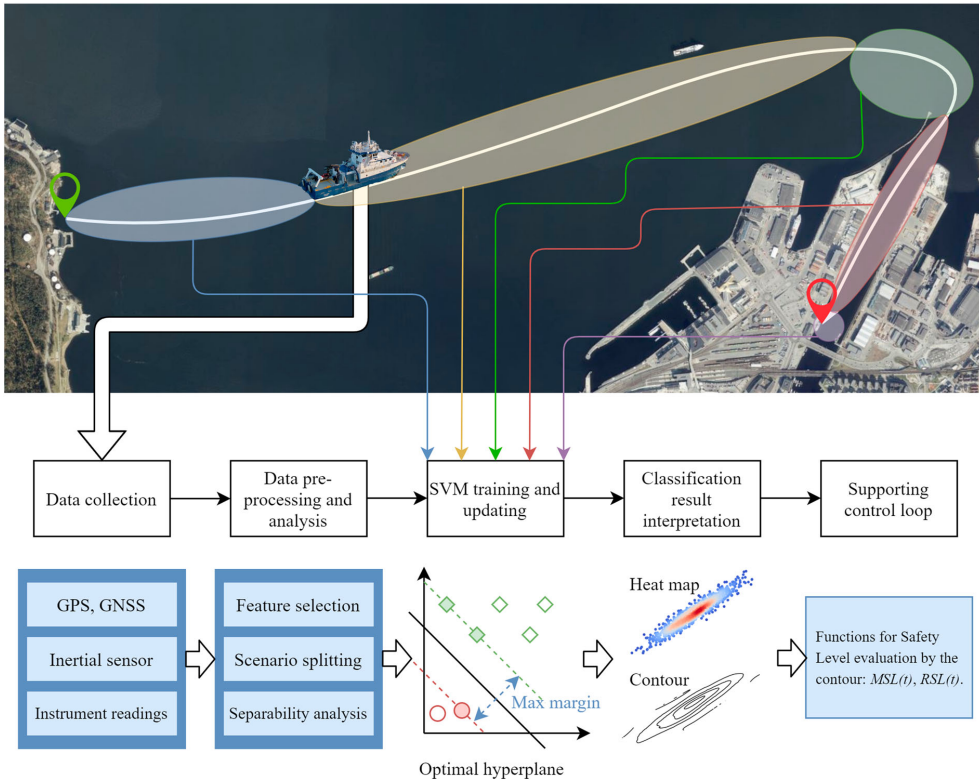 Data collection
Data pre-
processing and
analysis
SVM training and
updating
Classification
result
interpretation
Supporting
control loop
GPS, GNSS
Inertial sensor
Instrument readings
Feature selection
Scenario splitting
Separability analysis
Max margin
Optimal hyperplane
Heat map
Contour
Functions for Safety
Level evaluation by the
contour: MSL(t), RSL(t).